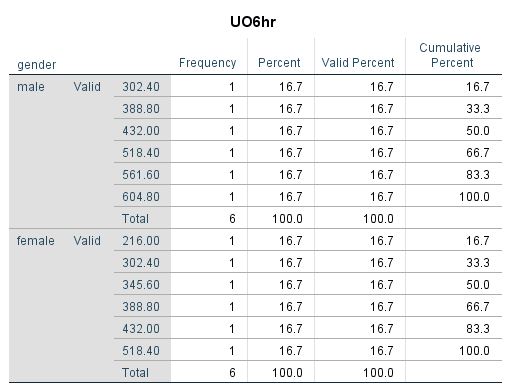 UO6hr
gender Frequency Percent Valid Percent Cumulative Percent
male Valid 302.40 1 16.7 16.7 16.7
388.80 1 16.7 16.7 33.3
432.00 1 16.7 16.7 50.0
518.40 1 16.7 16.7 66.7
561.60 1 16.7 16.7 83.3
604.80 1 16.7 16.7 100.0
Total 6 100.0 100.0
female Valid 216.00 1 16.7 16.7 16.7
302.40 1 16.7 16.7 33.3
345.60 1 16.7 16.7 50.0
388.80 1 16.7 16.7 66.7
432.00 1 16.7 16.7 83.3
518.40 1 16.7 16.7 100.0
Total 6 100.0 100.0